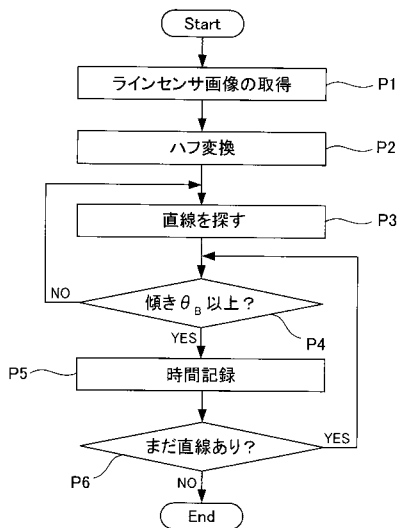 Start
ラインセンサ画像の取得
P1
ハフ変換
P2
直線を探す
P3
NO
傾きθB以上?
P4
YES
P5
時間記録
まだ直線あり?
YES
P6
NO
End